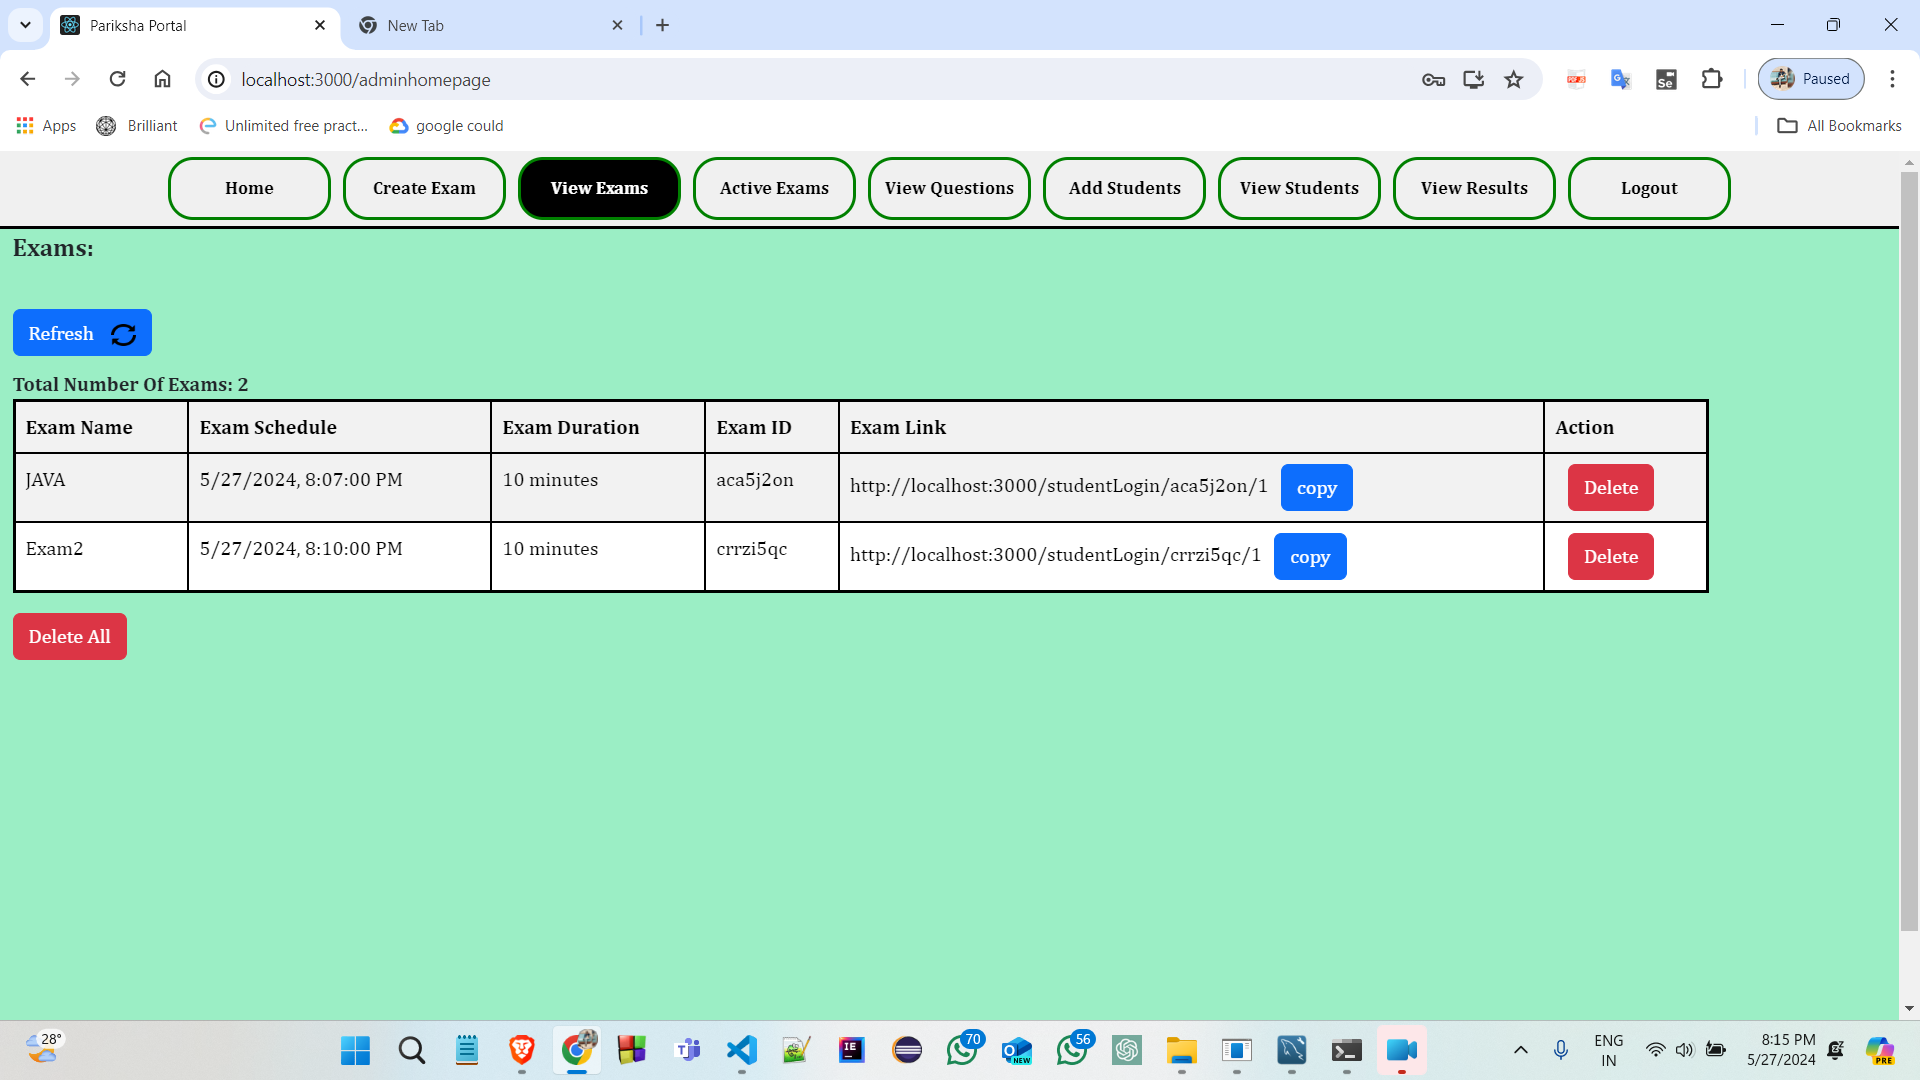 Pariksha Portal
New Tab
localhost:3000/adminhomepage
Paused
Apps
Brilliant
Unlimited free pract...
google could
All Bookmarks
Home
Create Exam
View Exams
Active Exams
View Questions
Add Students
View Students
View Results
Logout
Exams:
Refresh
Total Number Of Exams: 2
Exam Name Exam Schedule Exam Duration Exam ID Exam Link Action
JAVA 5/27/2024, 8:07:00 PM 10 minutes aca5j2on http://localhost:3000/studentLogin/aca5j2on/1 copy Delete
Exam2 5/27/2024, 8:10:00 PM 10 minutes crrzi5qc http://localhost:3000/studentLogin/crrzi5qc/1 copy Delete
Delete All
28°
70
NEW
56
ENG
IN
8:15 PM
5/27/2024
PRE